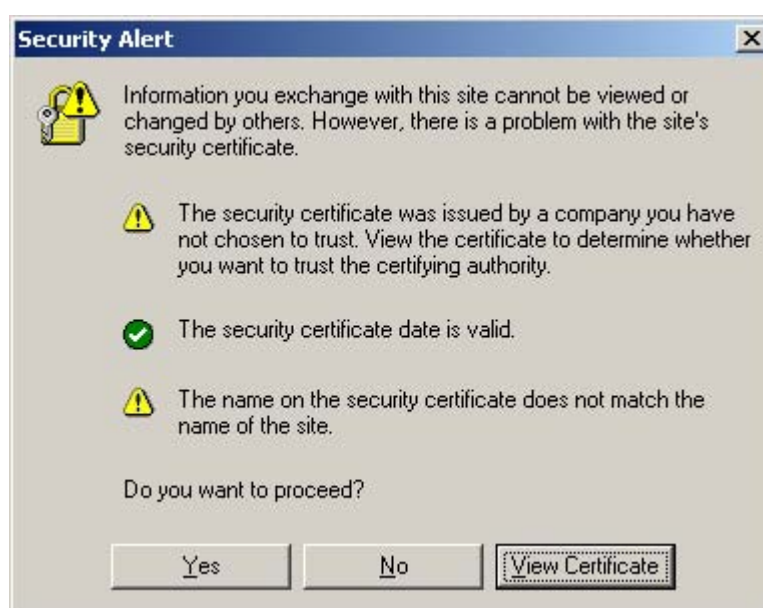 Security Alert
Information you exchange with this site cannot be viewed or
changed by others. However, there is a problem with the site's
security certificate.
The security certificate was issued by a company you have
not chosen to trust. View the certificate to determine whether
you want to trust the certifying authority.
The security certificate date is valid.
The name on the security certificate does not match the
name of the site.
Do you want to proceed?
Yes
No
View Certificate